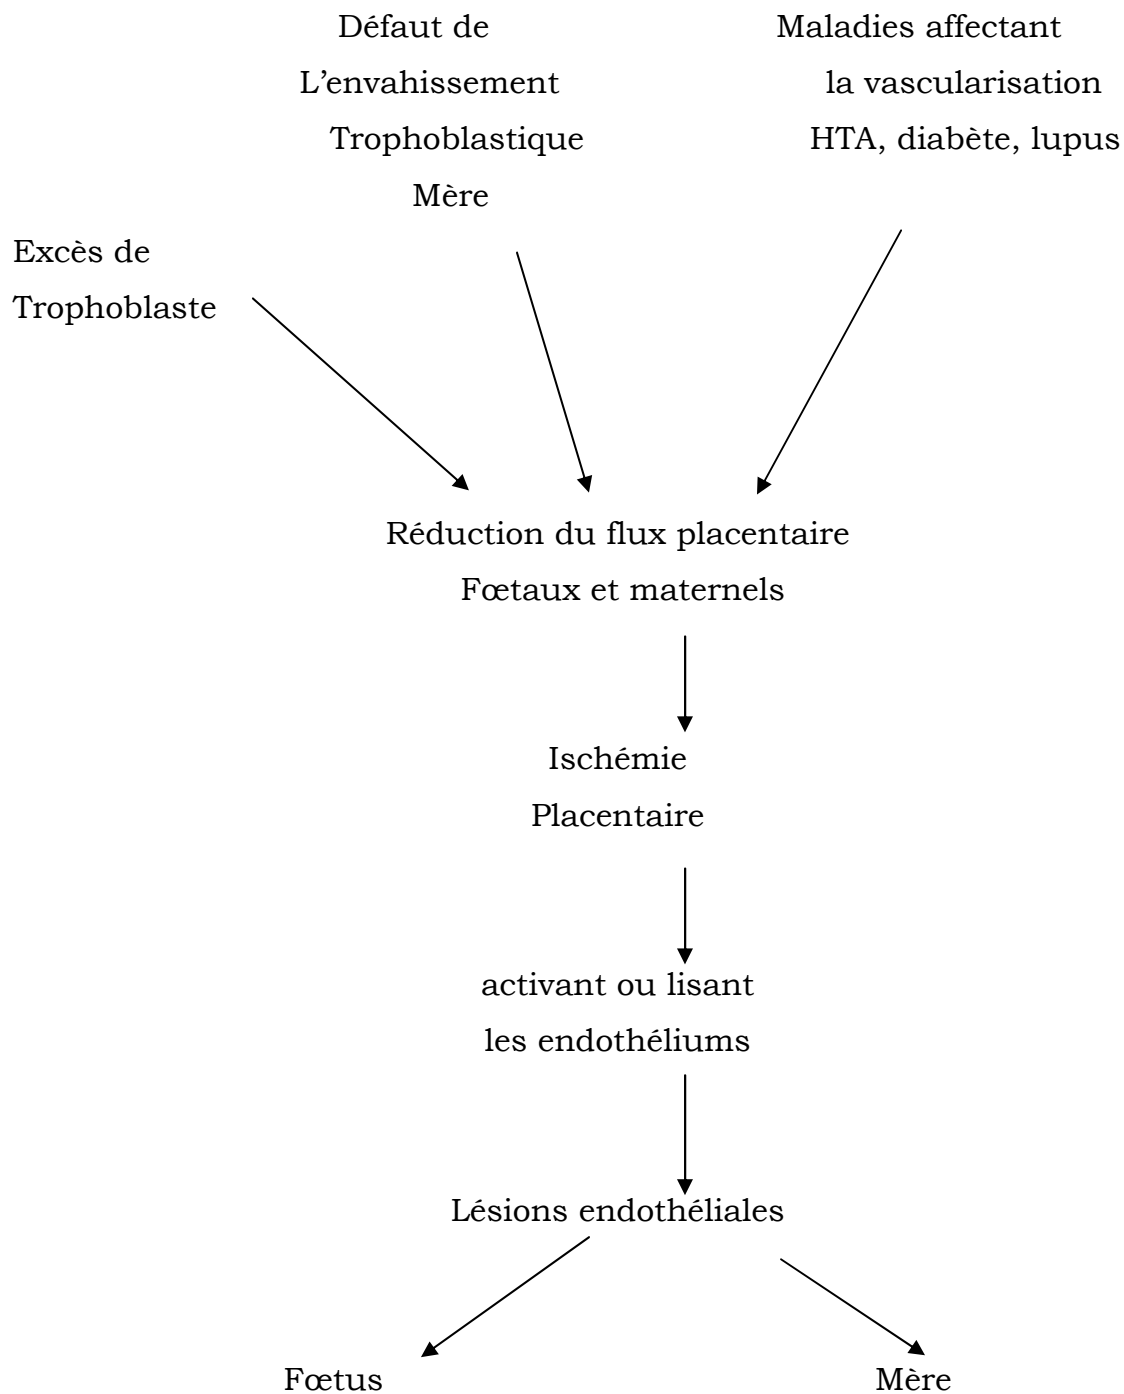 Défaut de
L’envahissement
Trophoblastique
Mère
Maladies affectant
la vascularisation
HTA, diabète, lupus
Excès de
Trophoblaste
Réduction du flux placentaire
Fœtaux et maternels
Ischémie
Placentaire
activant ou lisant
les endothéliums
Lésions endothéliales
Fœtus
Mère